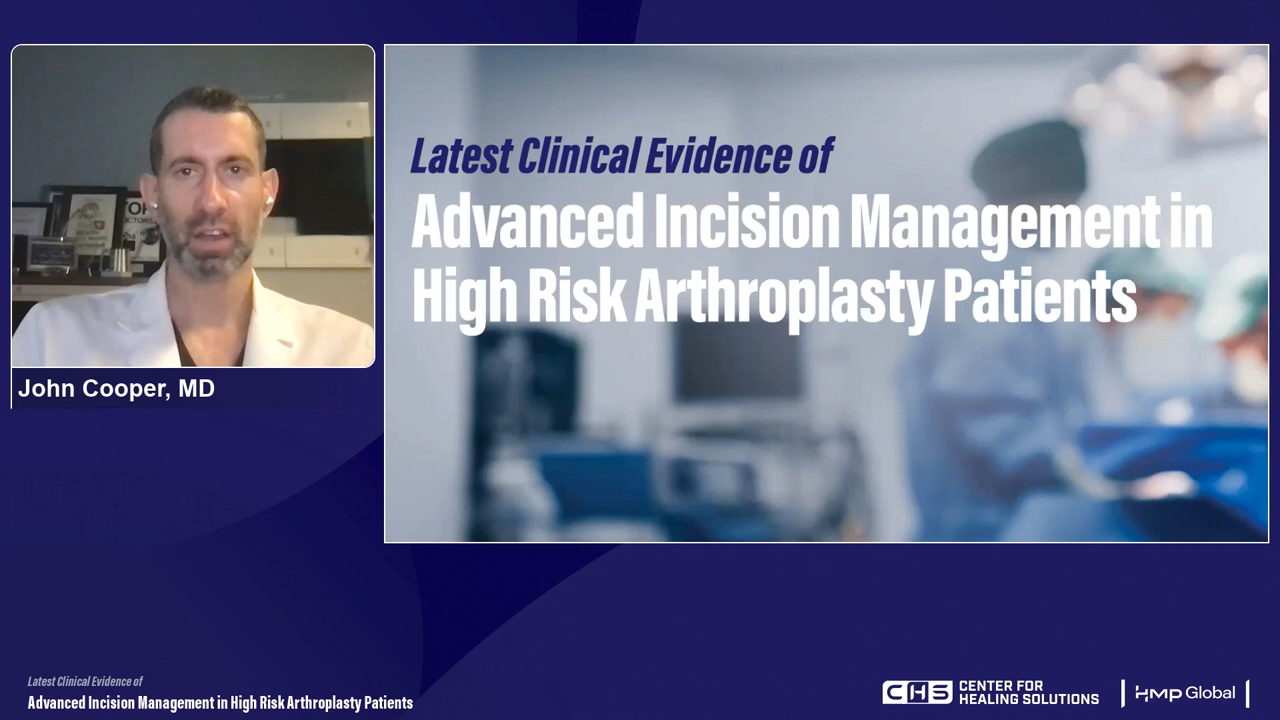 John Cooper, MD
Latest Clinical Evidence of
Advanced Incision Management in
High Risk Arthroplasty Patients
Latest Clinical Evidence of
Advanced Incision Management in High Risk Arthroplasty Patients
CHS
CENTER FOR
HEALING SOLUTIONS
HMP Global